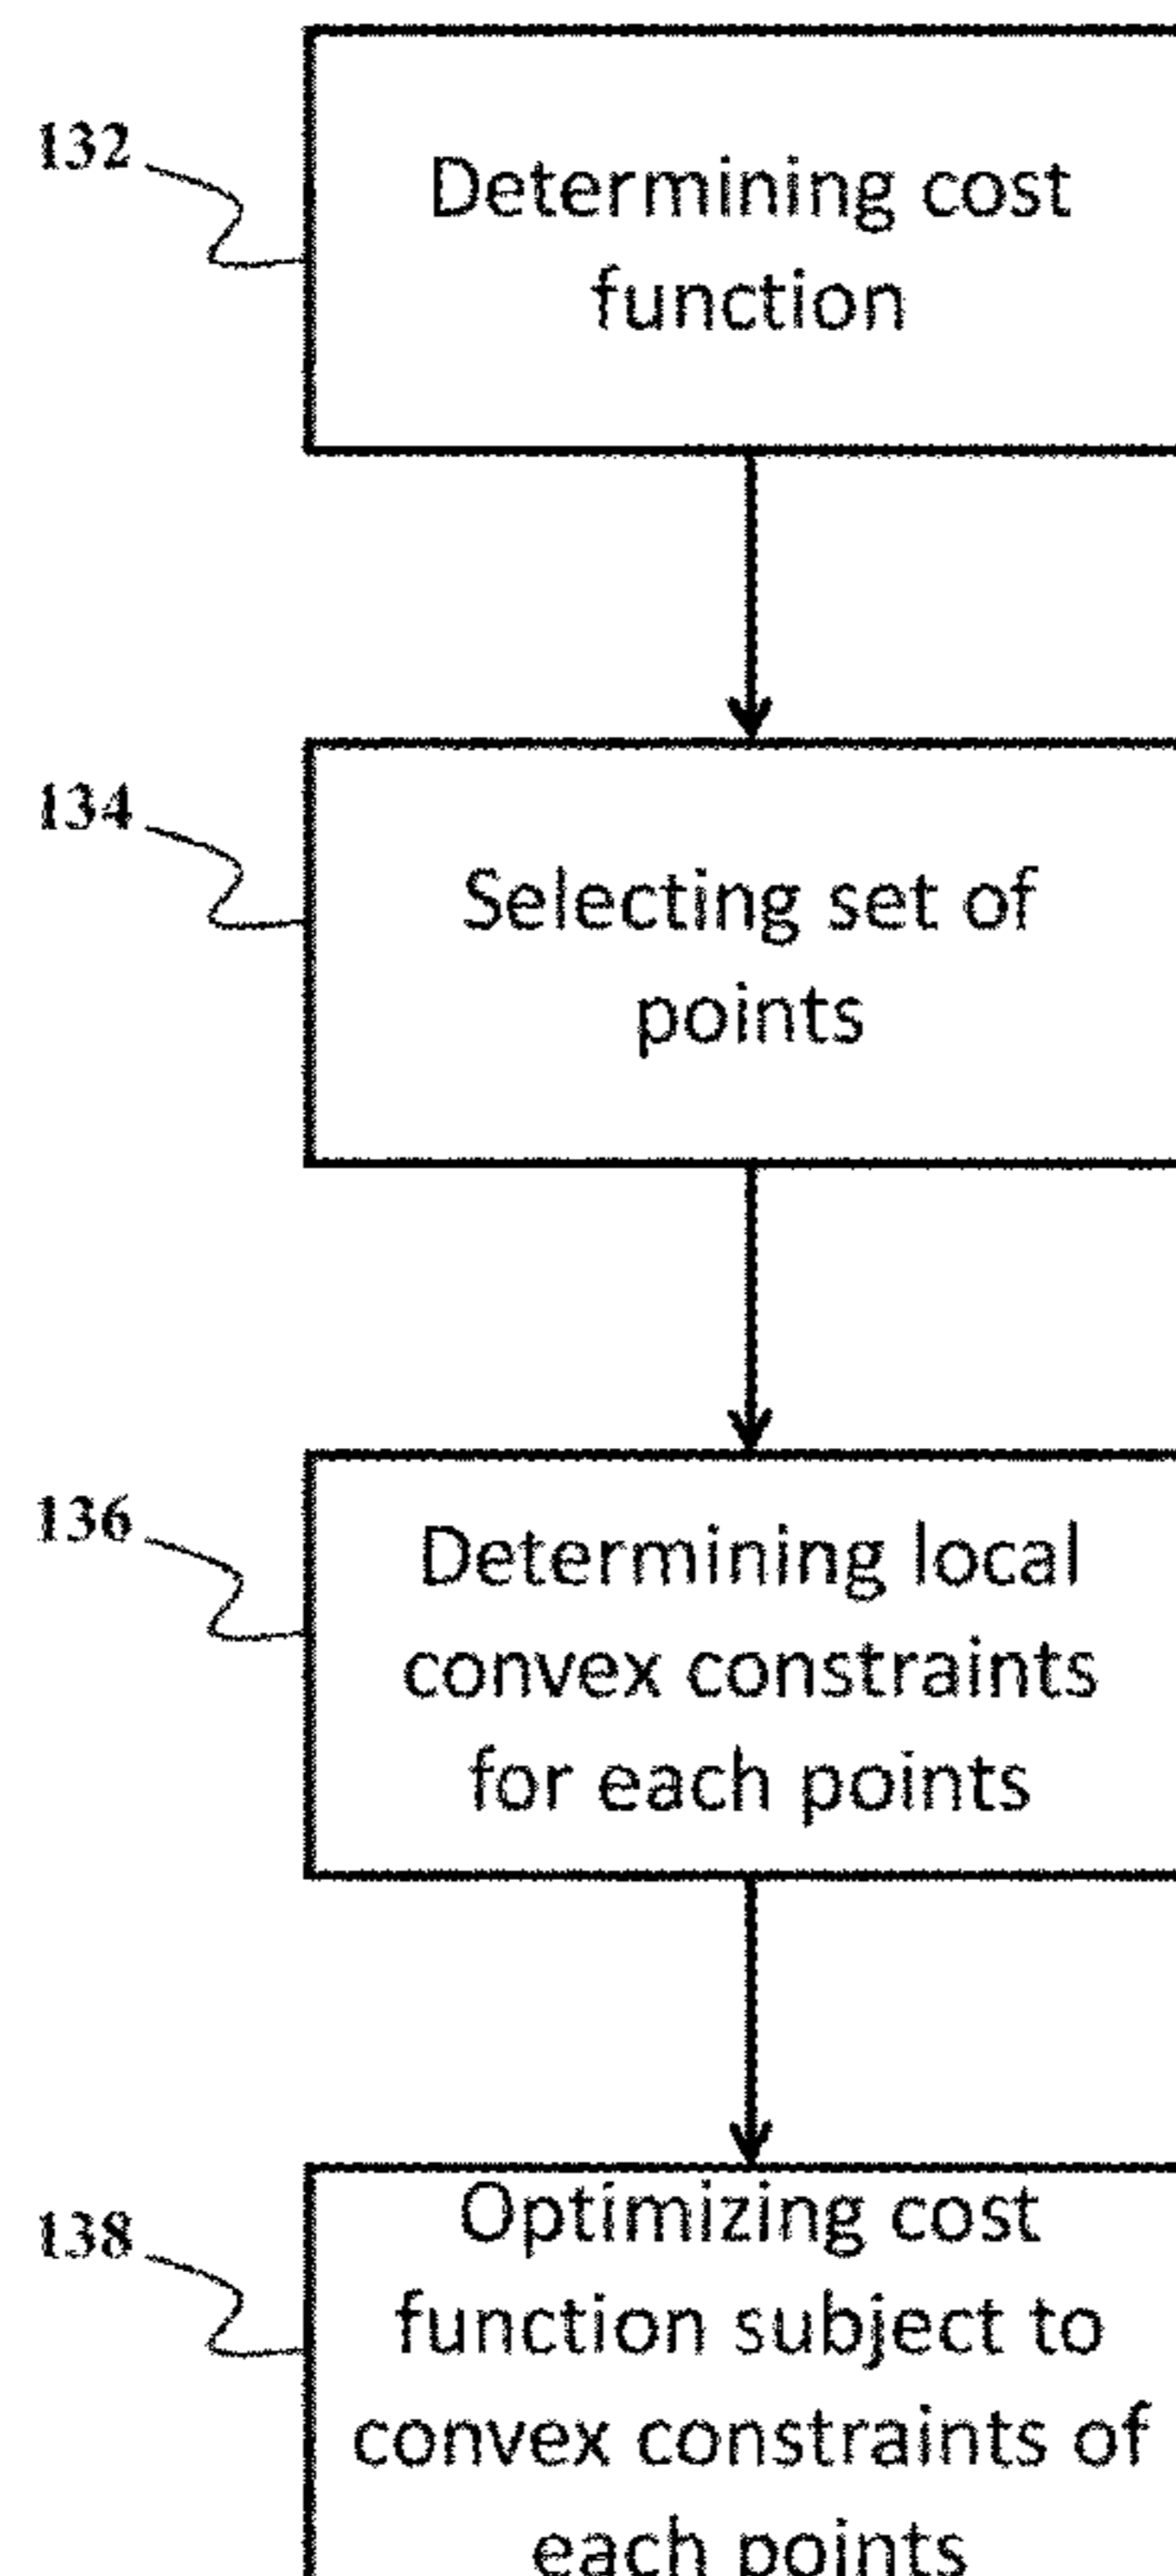 132
Determining cost
function
134
Selecting set of
points
136
Determining local
convex constraints
for each points
138
Optimizing cost
function subject to
convex constraints of
each points